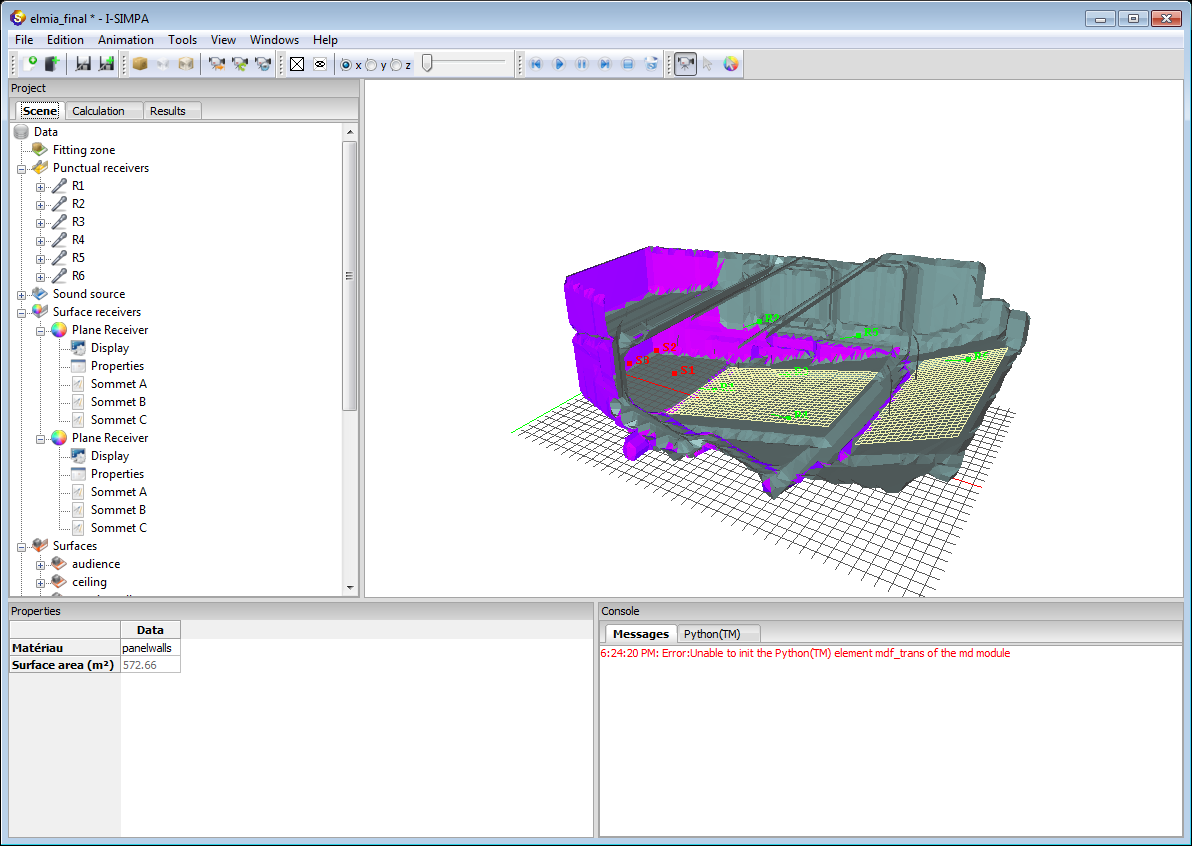 elmia_final * - I-SIMPA
File Edition Animation Tools View Windows Help
x y z
Project
Scene Calculation Results
Data
Fitting zone
Punctual receivers
R1
R2
R3
R4
R5
R6
Sound source
Surface receivers
Plane Receiver
Display
Properties
Sommet A
Sommet B
Sommet C
Plane Receiver
Display
Properties
Sommet A
Sommet B
Sommet C
Surfaces
audience
ceiling
S2
S1
Properties
Data
Matériau panelwalls
Surface area (m²) 572.66
Console
Messages Python(TM)
6:24:20 PM: Error:Unable to init the Python(TM) element mdf_trans of the md module